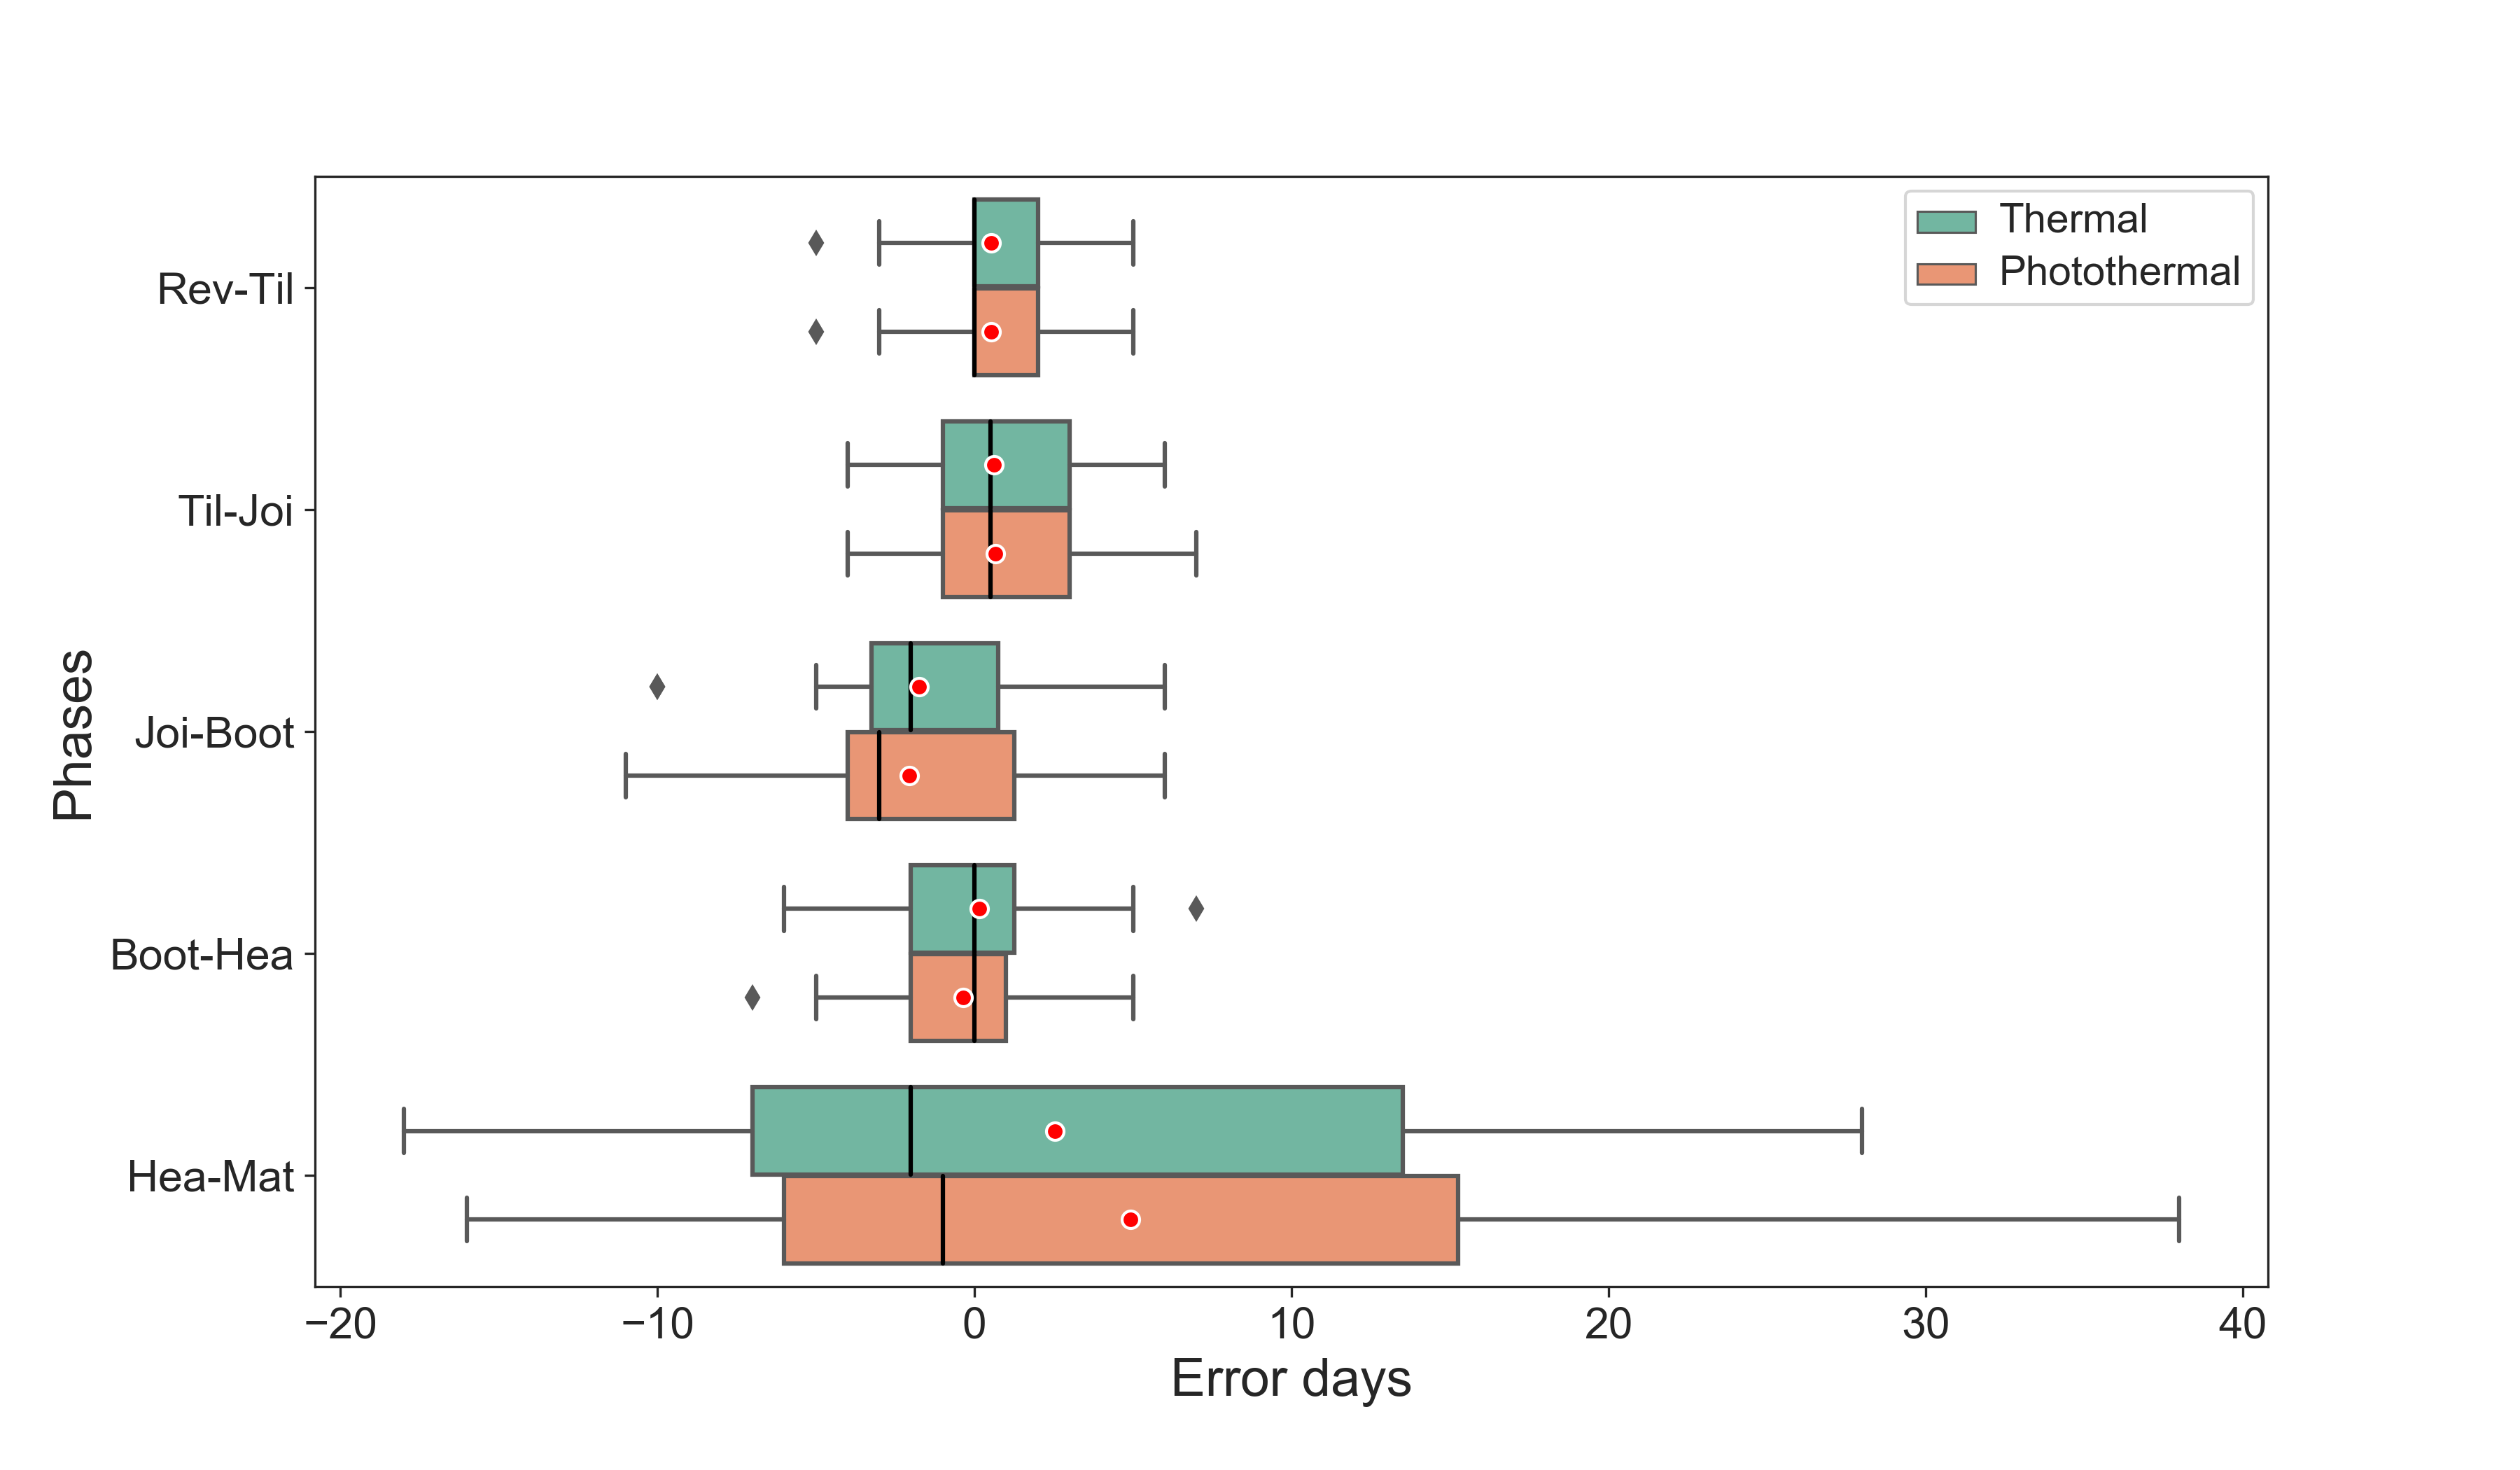 Thermal
Photothermal
Phases
Rev-Til
Til-Joi
Joi-Boot
Boot-Hea
Hea-Mat
−20 −10 0 10 20 30 40
Error days